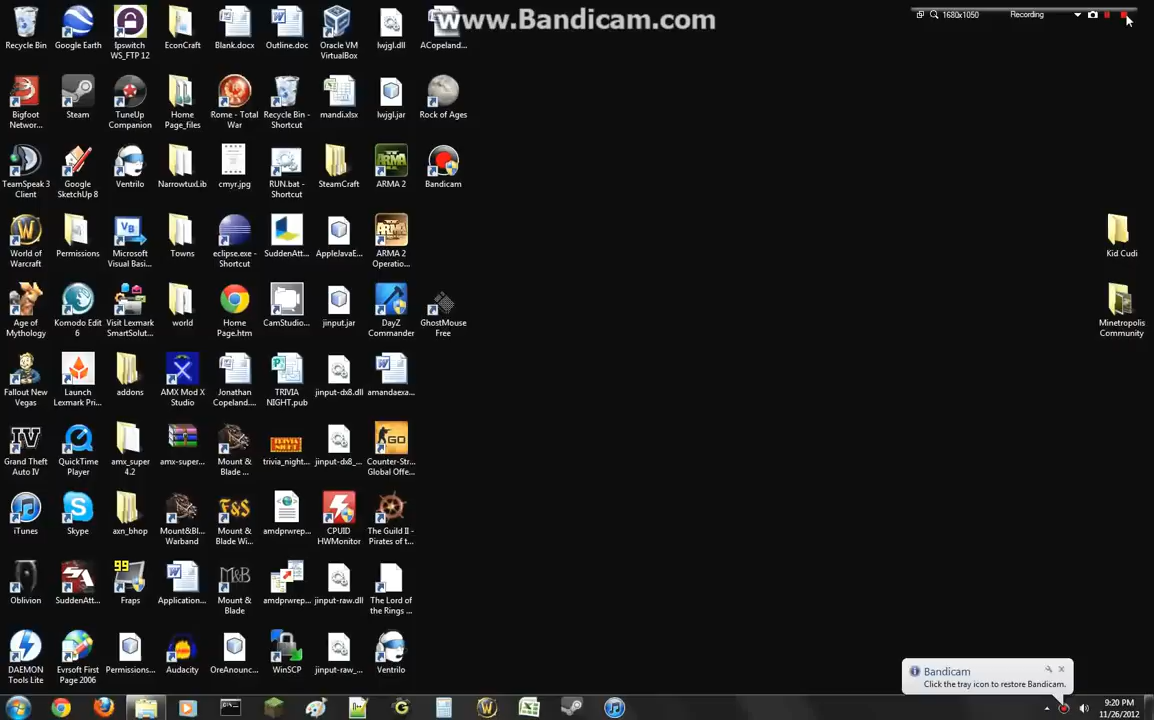 www.Bandicam.com
1680x1050
Recording
Recycle Bin
Google Earth
Ipswitch
WS_FTP 12
EconCraft
Blank.docx
Outline.doc
Oracle VM
VirtualBox
lwjgl.dll
ACopeland...
Bigfoot
Networ...
Steam
TuneUp
Companion
Home
Page_files
Rome - Total
War
Recycle Bin -
Shortcut
mandi.xlsx
lwjgl.jar
Rock of Ages
TeamSpeak 3
Client
Google
SketchUp 8
Ventrilo
NarrowtuxLib
cmyr.jpg
RUN.bat -
Shortcut
SteamCraft
ARMA 2
Bandicam
World of
Warcraft
Permissions
Microsoft
Visual Basi...
Towns
eclipse.exe -
Shortcut
SuddenAtt...
AppleJavaE...
ARMA 2
Operatio...
Kid Cudi
Age of
Mythology
Komodo Edit
6
Visit Lexmark
SmartSolut...
world
Home
Page.htm
CamStudio...
jinput.jar
DayZ
Commander
GhostMouse
Free
Minetropolis
Community
Fallout New
Vegas
Launch
Lexmark Pri...
addons
AMX Mod X
Studio
Jonathan
Copeland....
TRIVIA
NIGHT.pub
jinput-dx8.dll
amandaexa...
Grand Theft
Auto IV
QuickTime
Player
amx_super
4.2
amx-super...
Mount &
Blade ...
trivia_night...
jinput-dx8_...
Counter-Str...
Global Offe...
iTunes
Skype
axn_bhop
Mount&Bl...
Warband
Mount &
Blade Wi...
amdprwrep...
CPUID
HWMonitor
The Guild II -
Pirates of t...
Oblivion
SuddenAtt...
99
Fraps
Application...
Mount &
Blade
amdprwrep...
jinput-raw.dll
The Lord of
the Rings ...
DAEMON
Tools Lite
Evrsoft First
Page 2006
Permissions...
Audacity
OreAnounc...
WinSCP
jinput-raw_...
Ventrilo
Bandicam
Click the tray icon to restore Bandicam.
9:20 PM
11/26/2012